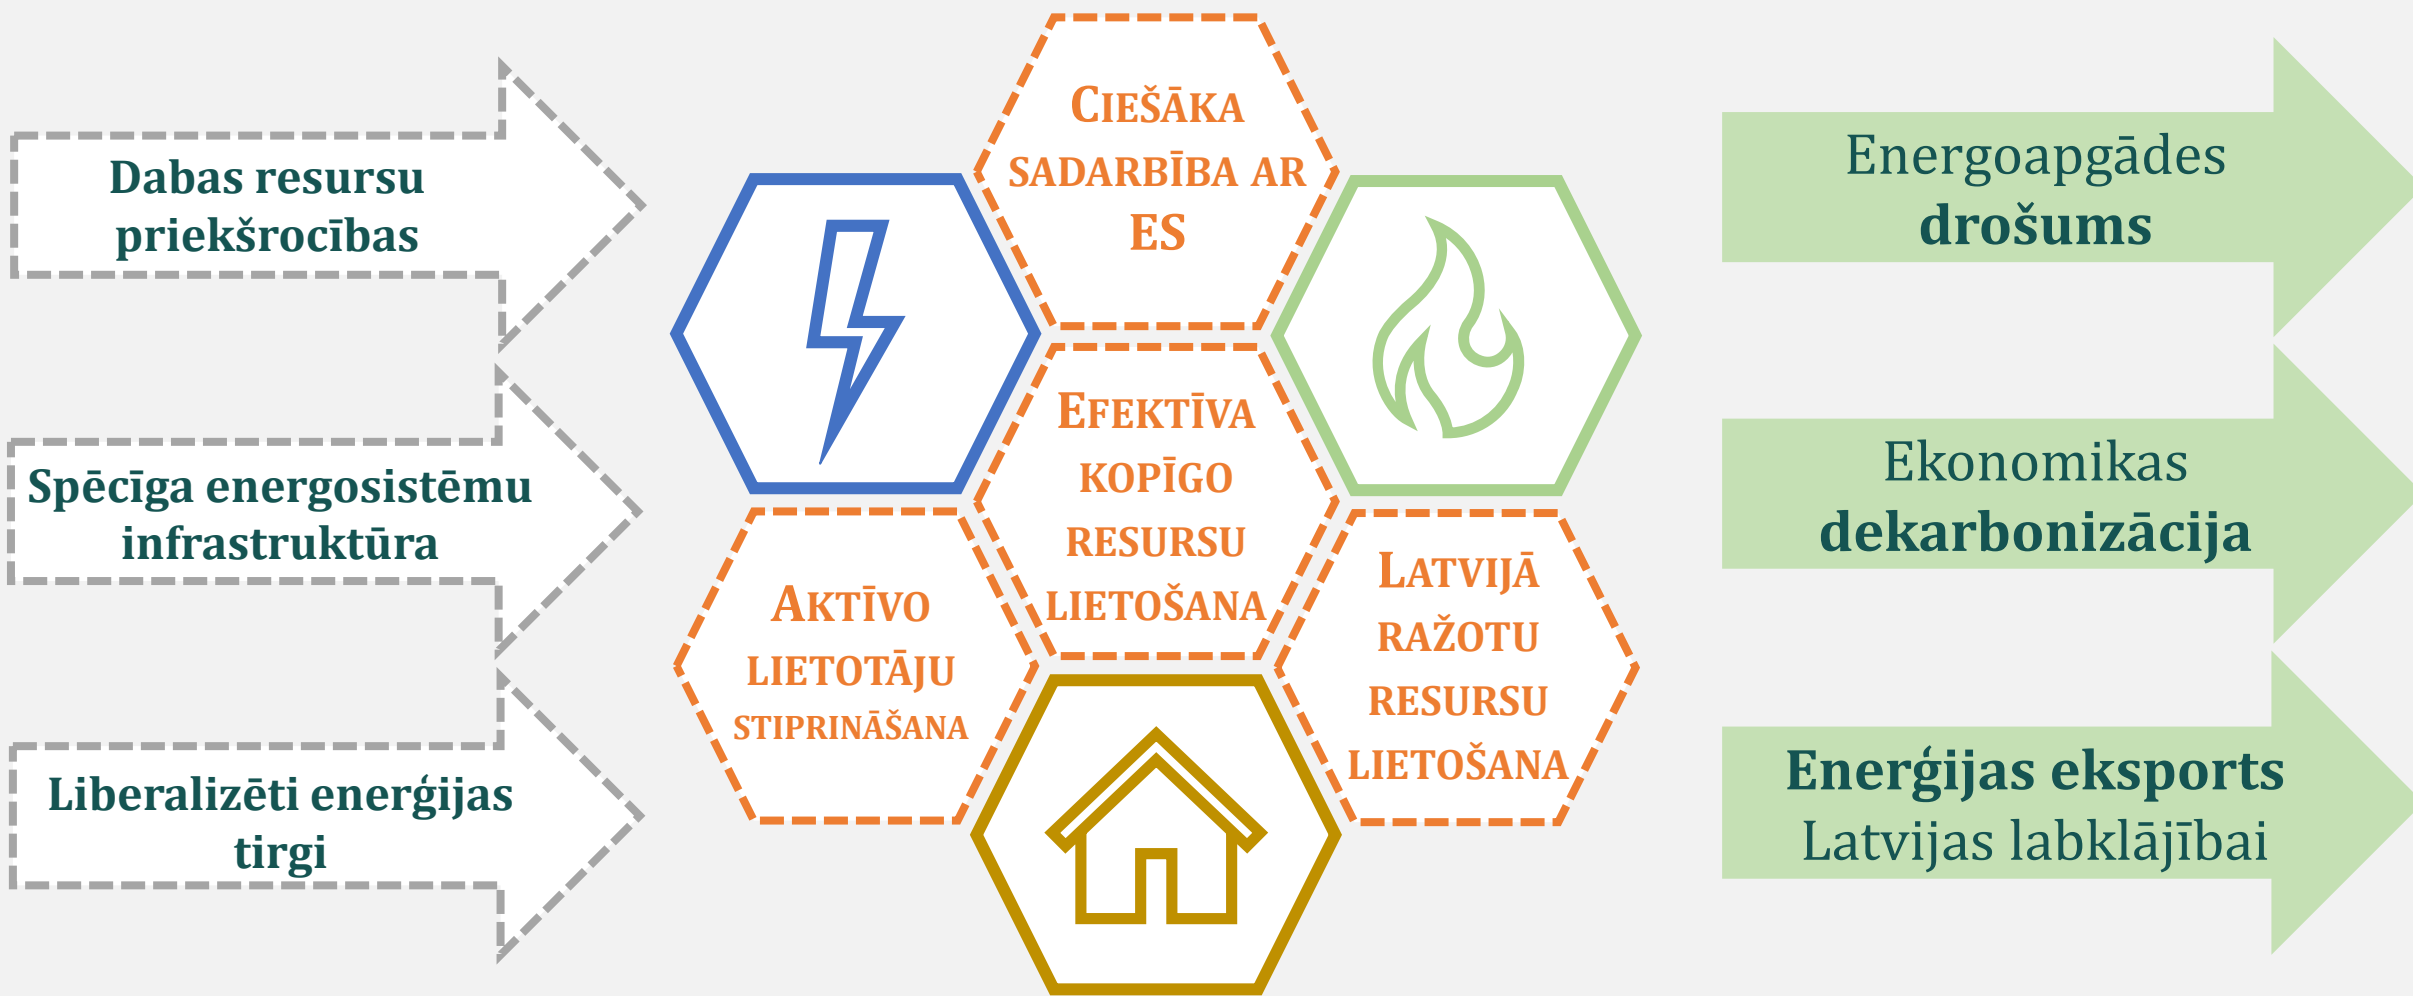 Dabas resursu
priekšrocības
Spēcīga energosistēmu
infrastruktūra
Liberalizēti enerģijas
tirgi
CIEŠĀKA
SADARBĪBA AR
ES
EFEKTĪVA
KOPĪGO
RESURSU
LIETOŠANA
AKTĪVO
LIETOTĀJU
STIPRINĀŠANA
LATVIJĀ
RAŽOTU
RESURSU
LIETOŠANA
Energoapgādes
drošums
Ekonomikas
dekarbonizācija
Enerģijas eksports
Latvijas labklājībai